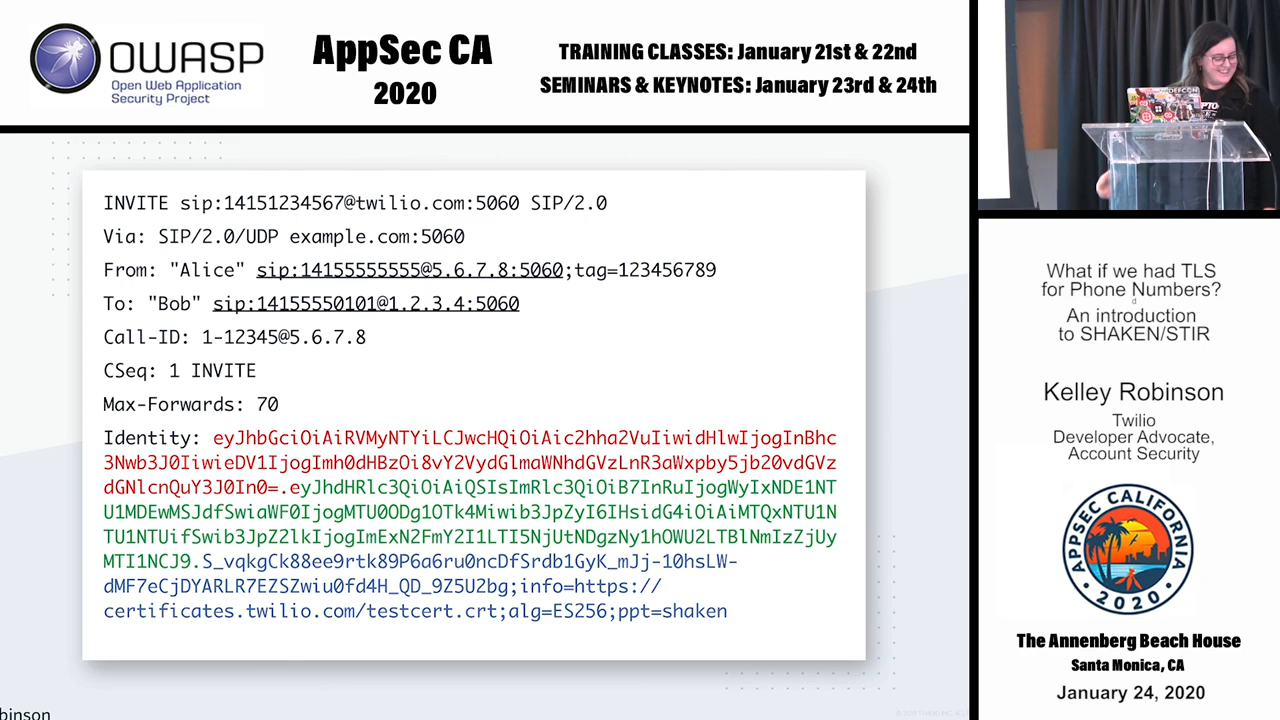 OWASP
Open Web Application
Security Project
AppSec CA
2020
TRAINING CLASSES: January 21st & 22nd
SEMINARS & KEYNOTES: January 23rd & 24th
DEFCON
INVITE sip:14151234567@twilio.com:5060 SIP/2.0
Via: SIP/2.0/UDP example.com:5060
From: "Alice" sip:14155555555@5.6.7.8:5060;tag=123456789
To: "Bob" sip:14155550101@1.2.3.4:5060
Call-ID: 1-12345@5.6.7.8
CSeq: 1 INVITE
Max-Forwards: 70
Identity: eyJhbGciOiAiRVMyNTYiLCJwcHQiOiAic2hha2VuIiwidHlwIjogInBhc
3Nwb3J0IiwieDV1IjogImh0dHBzOi8vY2VydGlmaWNhdGVzLnR3aWxpby5jb20vdGVz
dGNlcnQuY3J0In0=.eyJhdHRlc3QiOiAiQSIsImRlc3QiOiB7InRuIjogWyIxNDE1NT
U1MDEwMSJdfSwiaWF0IjogMTU0ODg1OTk4Miwib3JpZyI6IHsidG4iOiAiMTQxNTU1N
TU1NTUifSwib3JpZ2lkIjogImExN2FmY2I1LTI5NjUtNDgzNy1hOWU2LTBlNmIzZjUy
MTI1NCJ9.S_vqkgCk88ee9rtk89P6a6ru0ncDfSrdb1GyK_mJj-10hsLW-
dMF7eCjDYARLR7EZSZwiu0fd4H_QD_9Z5U2bg;info=https://
certificates.twilio.com/testcert.crt;alg=ES256;ppt=shaken
What if we had TLS
for Phone Numbers?
d
An introduction
to SHAKEN/STIR
Kelley Robinson
Twilio
Developer Advocate,
Account Security
APPSEC CALIFORNIA
2020
The Annenberg Beach House
Santa Monica, CA
January 24, 2020
binson